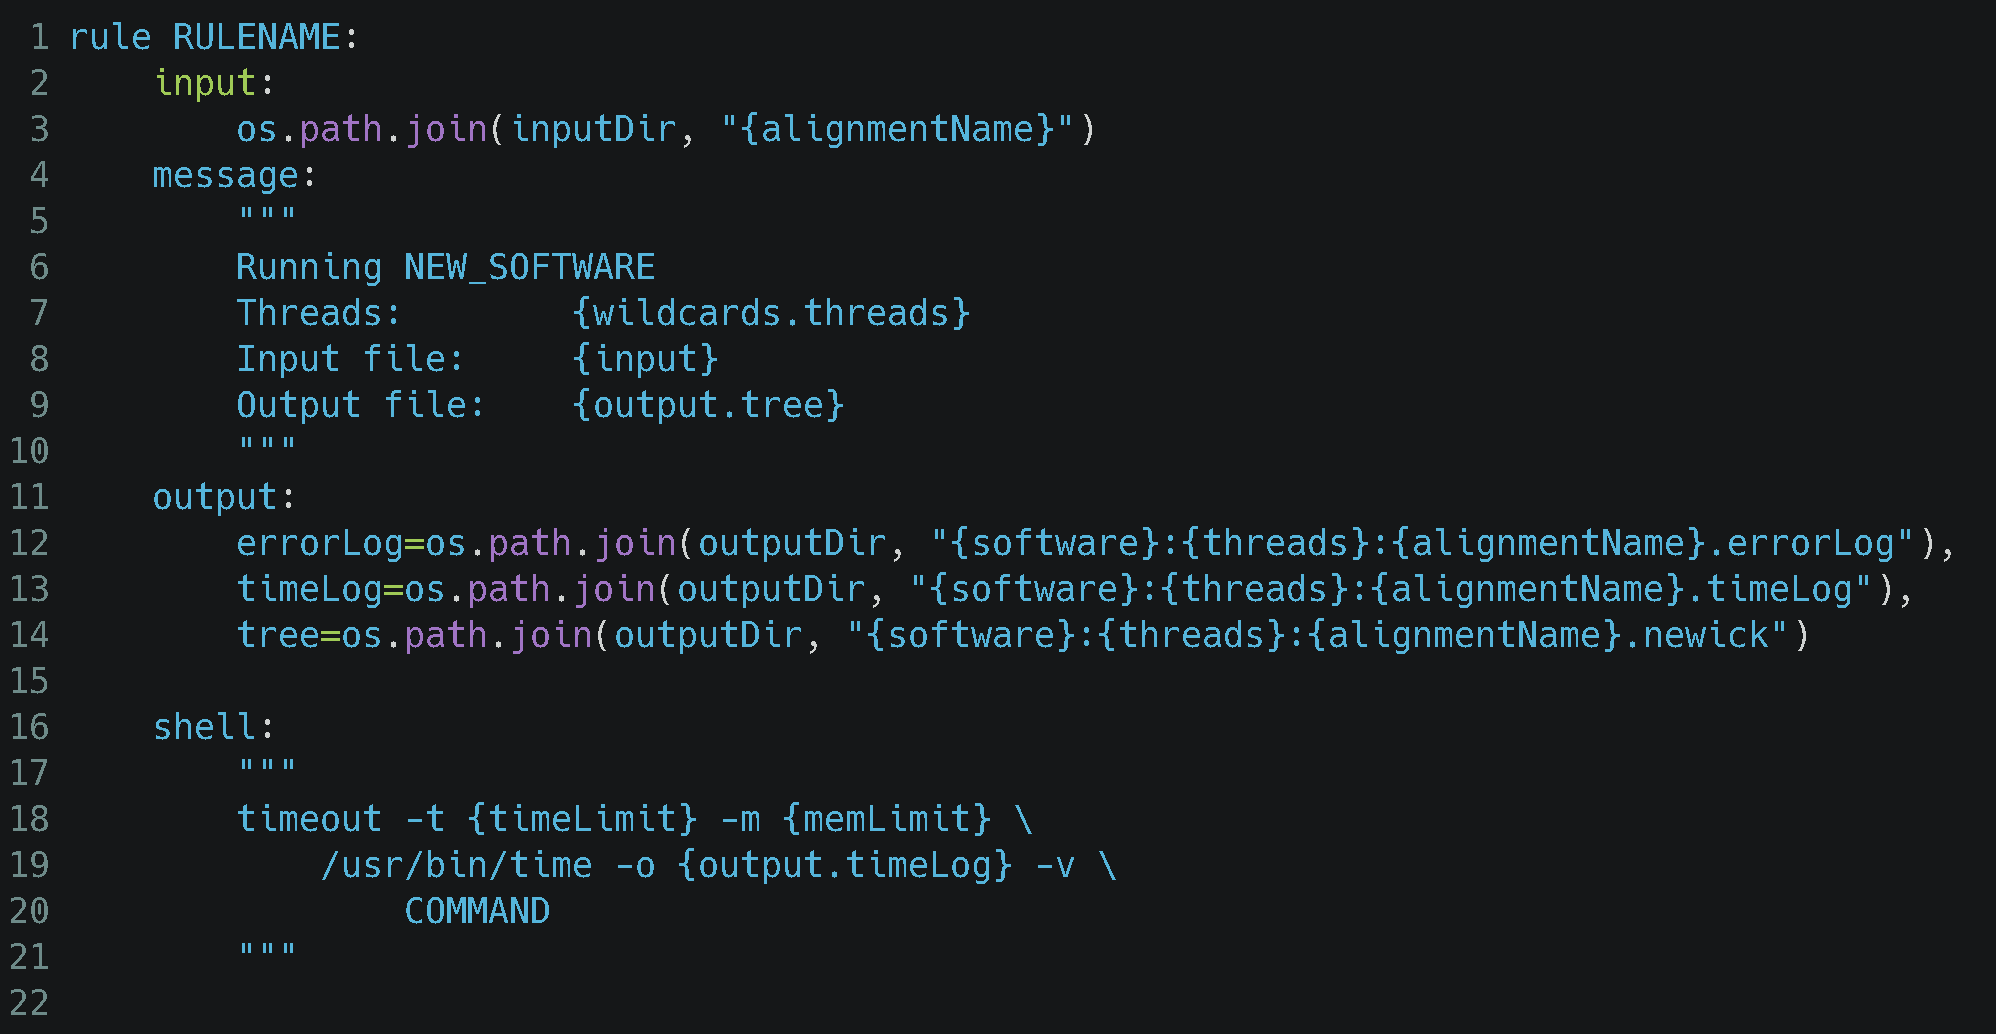 1 rule RULENAME:
2     input:
3         os.path.join(inputDir, "{alignmentName}")
4     message:
5         """
6         Running NEW_SOFTWARE
7         Threads:        {wildcards.threads}
8         Input file:     {input}
9         Output file:    {output.tree}
10         """
11     output:
12         errorLog=os.path.join(outputDir, "{software}:{threads}:{alignmentName}.errorLog"),
13         timeLog=os.path.join(outputDir, "{software}:{threads}:{alignmentName}.timeLog"),
14         tree=os.path.join(outputDir, "{software}:{threads}:{alignmentName}.newick")
15
16     shell:
17         """
18         timeout -t {timeLimit} -m {memLimit} \
19             /usr/bin/time -o {output.timeLog} -v \
20                 COMMAND
21         """
22